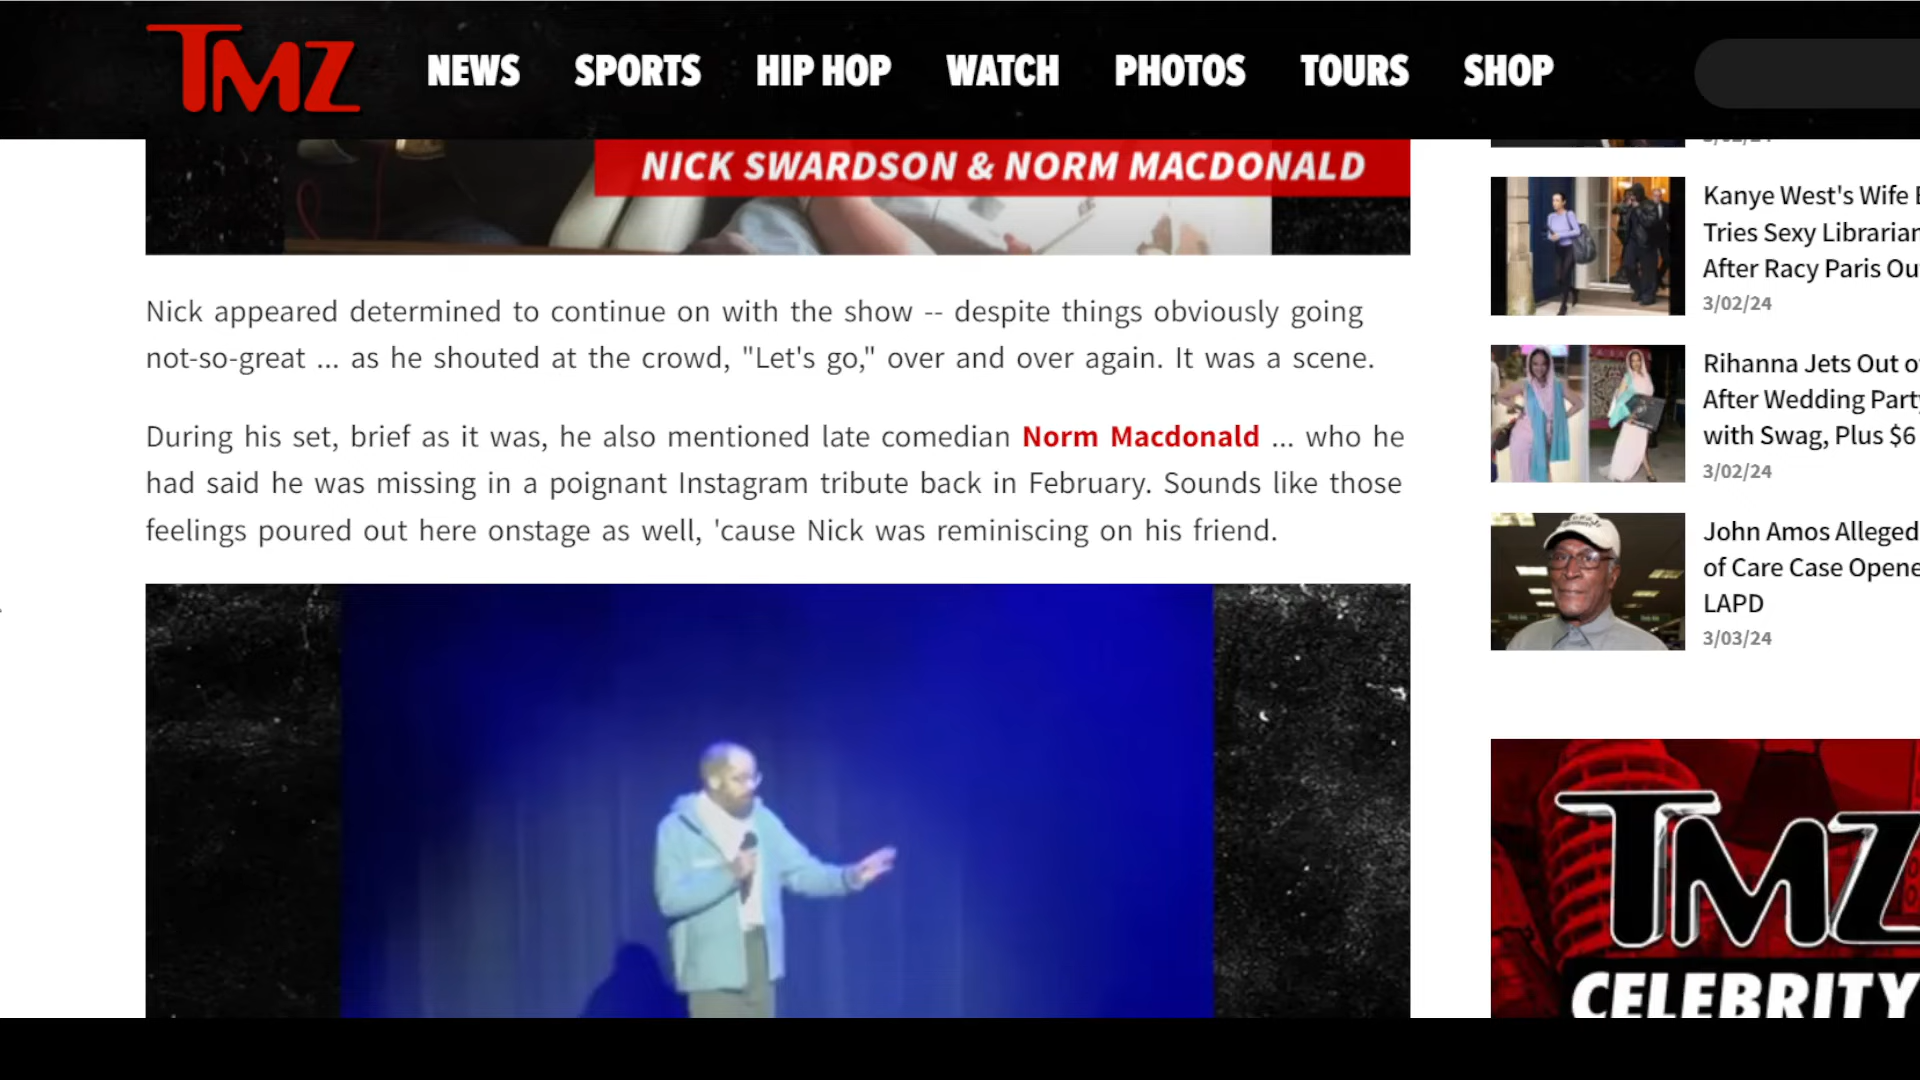 TMZ
NEWS SPORTS HIP HOP WATCH PHOTOS TOURS SHOP
NICK SWARDSON & NORM MACDONALD
Nick appeared determined to continue on with the show -- despite things obviously going
not-so-great ... as he shouted at the crowd, "Let's go," over and over again. It was a scene.
During his set, brief as it was, he also mentioned late comedian Norm Macdonald ... who he
had said he was missing in a poignant Instagram tribute back in February. Sounds like those
feelings poured out here onstage as well, 'cause Nick was reminiscing on his friend.
3/02/24
Kanye West's Wife
Tries Sexy Librarian
After Racy Paris Ou
3/02/24
Rihanna Jets Out o
After Wedding Party
with Swag, Plus $6
3/02/24
John Amos Alleged
of Care Case Opene
LAPD
3/03/24
TMZ
CELEBRITY